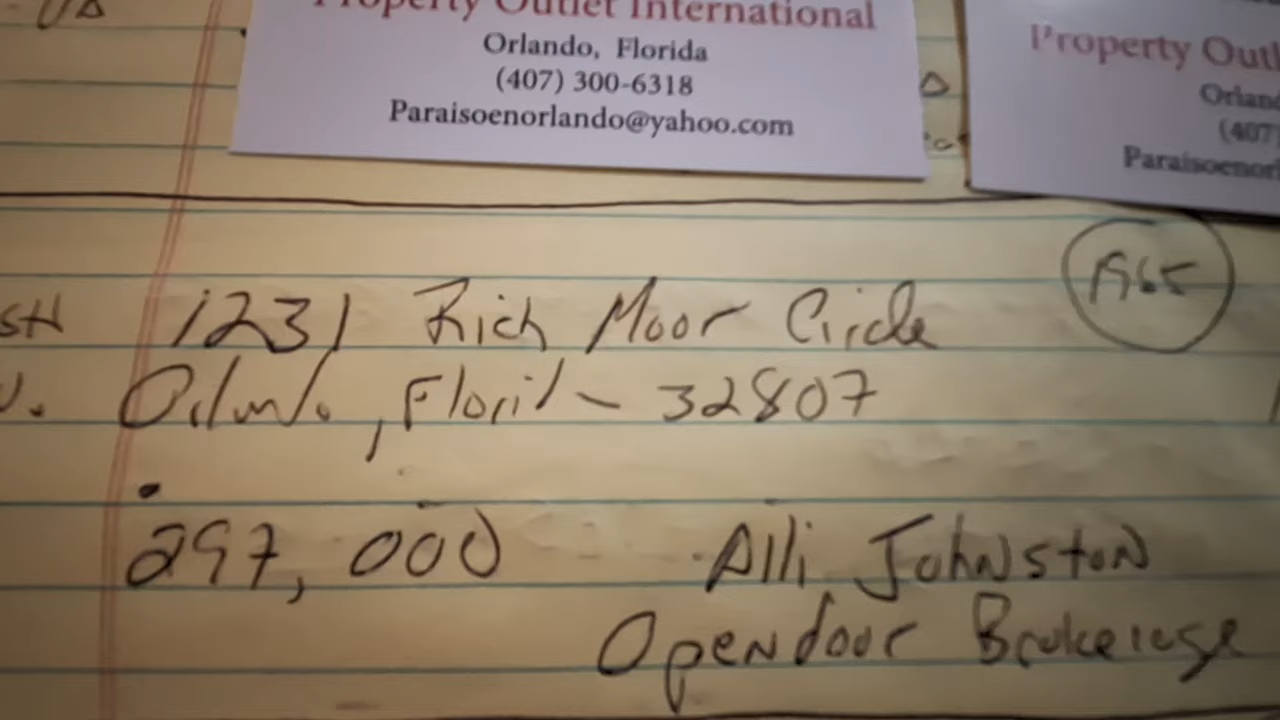 Property Outlet International
Orlando, Florida
(407) 300-6318
Paraisoenorlando@yahoo.com
Property Outl
Orlan
(407)
Paraisoenorl
1965
1231 Rich Moor Circle
Orlando, Florida - 32807
297,000
Alli Johnston
Opendoor Brokerage